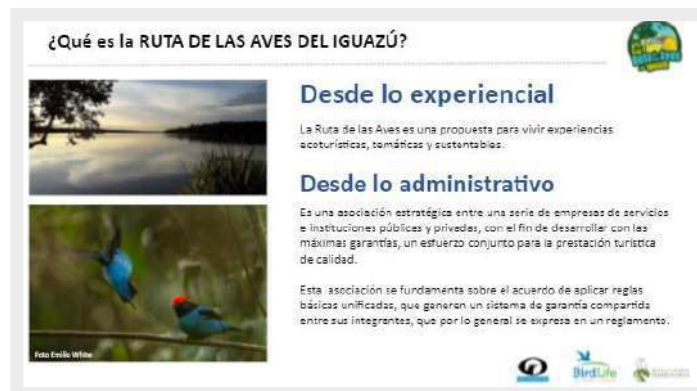 ¿Qué es la RUTA DE LAS AVES DEL IGUAZÚ?
Desde lo experiencial
La Ruta de las Aves es una propuesta para vivir experiencias
ecoturísticas, temáticas y sustentables.
Desde lo administrativo
Es una asociación estratégica entre una serie de empresas de servicios
e instituciones públicas y privadas, con el fin de desarrollar con las
máximas garantías, un esfuerzo conjunto para la prestación turística
de calidad.
Esta asociación se fundamenta sobre el acuerdo de aplicar reglas
básicas unificadas, que generen un sistema de garantía compartida
entre sus integrantes, que por lo general se expresa en un reglamento.
Foto Emilio White
BirdLife